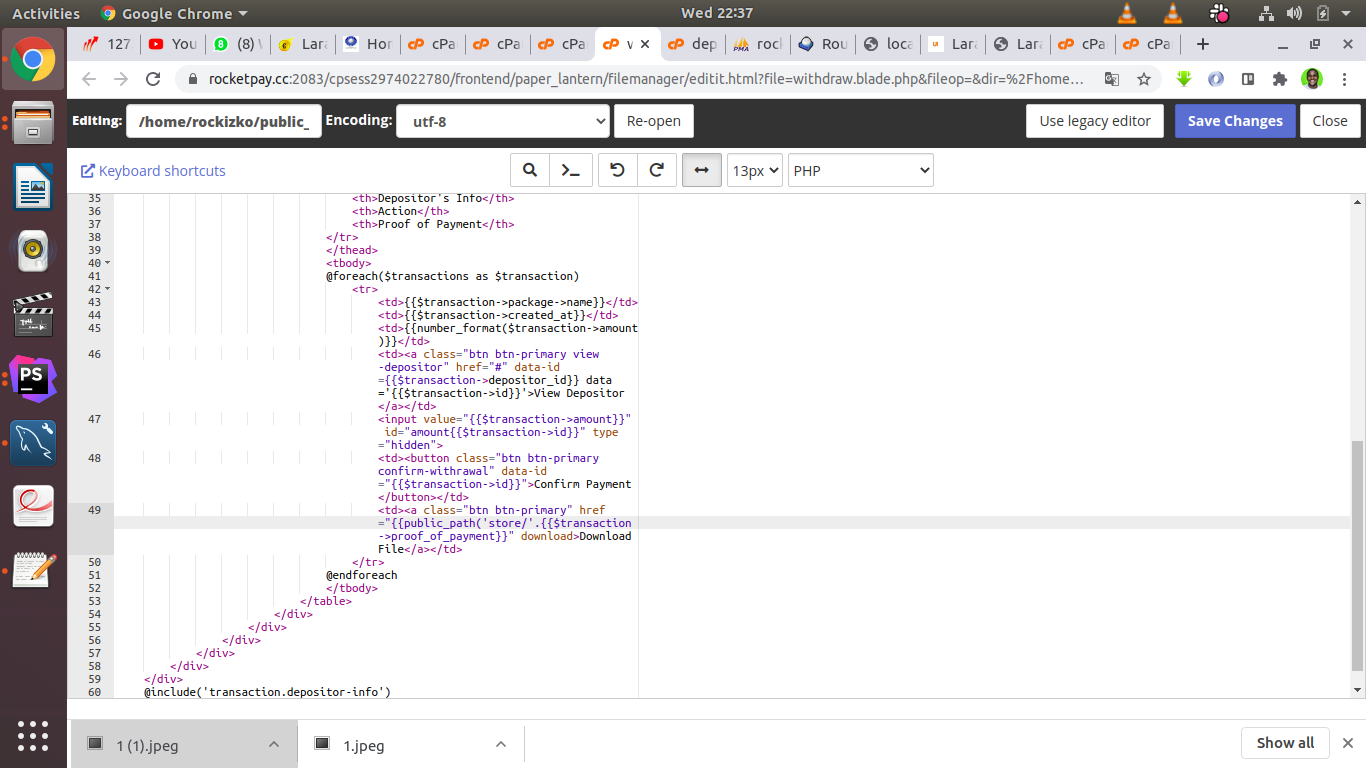 Activities
Google Chrome
Wed 22:37
127
You
(8)
Lara
Hor
cPa
cPa
cPa
dep
rocl
Rou
loca
Lara
Lara
cPa
cPa
rocketpay.cc:2083/cpsess2974022780/frontend/paper_lantern/filemanager/editit.html?file=withdraw.blade.php&fileop=&dir=%2Fhome…
Editing:
/home/rockizko/public_
Encoding:
utf-8
Re-open
Use legacy editor
Save Changes
Close
Keyboard shortcuts
13px
PHP
35 <th>Depositor's Info</th>
36 <th>Action</th>
37 <th>Proof of Payment</th>
38 </tr>
39 </thead>
40 <tbody>
41 @foreach($transactions as $transaction)
42 <tr>
43 <td>{{$transaction->package->name}}</td>
44 <td>{{$transaction->created_at}}</td>
45 <td>{{number_format($transaction->amount
)}}</td>
46 <td><a class="btn btn-primary view
-depositor" href="#" data-id
={{$transaction->depositor_id}} data
='{{$transaction->id}}'>View Depositor
</a></td>
47 <input value="{{$transaction->amount}}"
id="amount{{$transaction->id}}" type
="hidden">
48 <td><button class="btn btn-primary
confirm-withrawal" data-id
="{{$transaction->id}}">Confirm Payment
</button></td>
49 <td><a class="btn btn-primary" href
="{{public_path('store/'.{{$transaction
->proof_of_payment}}" download>Download
File</a></td>
50 </tr>
51 @endforeach
52 </tbody>
53 </table>
54 </div>
55 </div>
56 </div>
57 </div>
58 </div>
59 </div>
60 @include('transaction.depositor-info')
1 (1).jpeg
1.jpeg
Show all